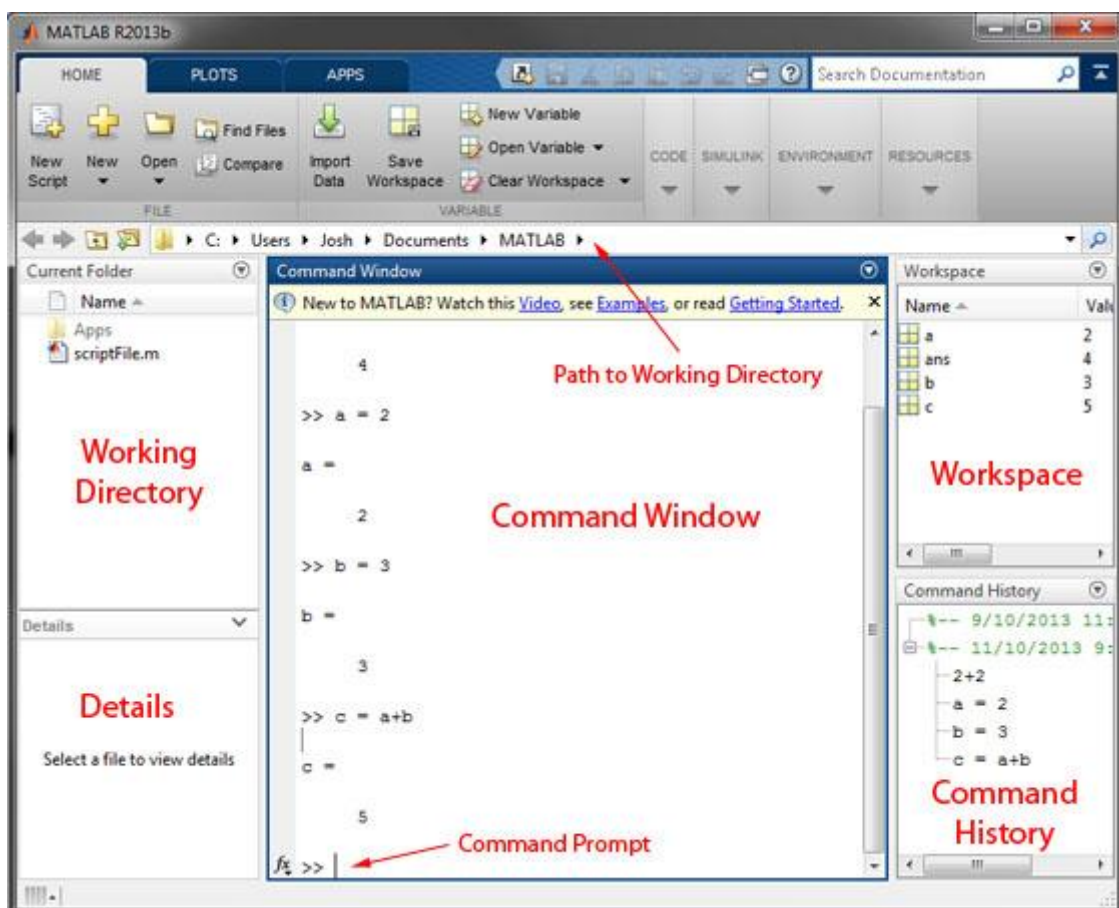 MATLAB R2013b
HOME PLOTS APPS Search Documentation
New Script
New
Open
Find Files
Compare
FILE
Import Data
Save Workspace
New Variable
Open Variable
Clear Workspace
VARIABLE
CODE SIMULINK ENVIRONMENT RESOURCES
C: Users Josh Documents MATLAB
Current Folder
Name
Apps
scriptFile.m
Working
Directory
Details
Details
Select a file to view details
Command Window
New to MATLAB? Watch this Video, see Examples, or read Getting Started.
Path to Working Directory
4
>> a = 2
a =
2
Command Window
>> b = 3
b =
3
>> c = a+b
c =
5
Command Prompt
fx >>
Workspace
Name Valu
a 2
ans 4
b 3
c 5
Workspace
Command History
%-- 9/10/2013 11:
%-- 11/10/2013 9:
2+2
a = 2
b = 3
c = a+b
Command
History